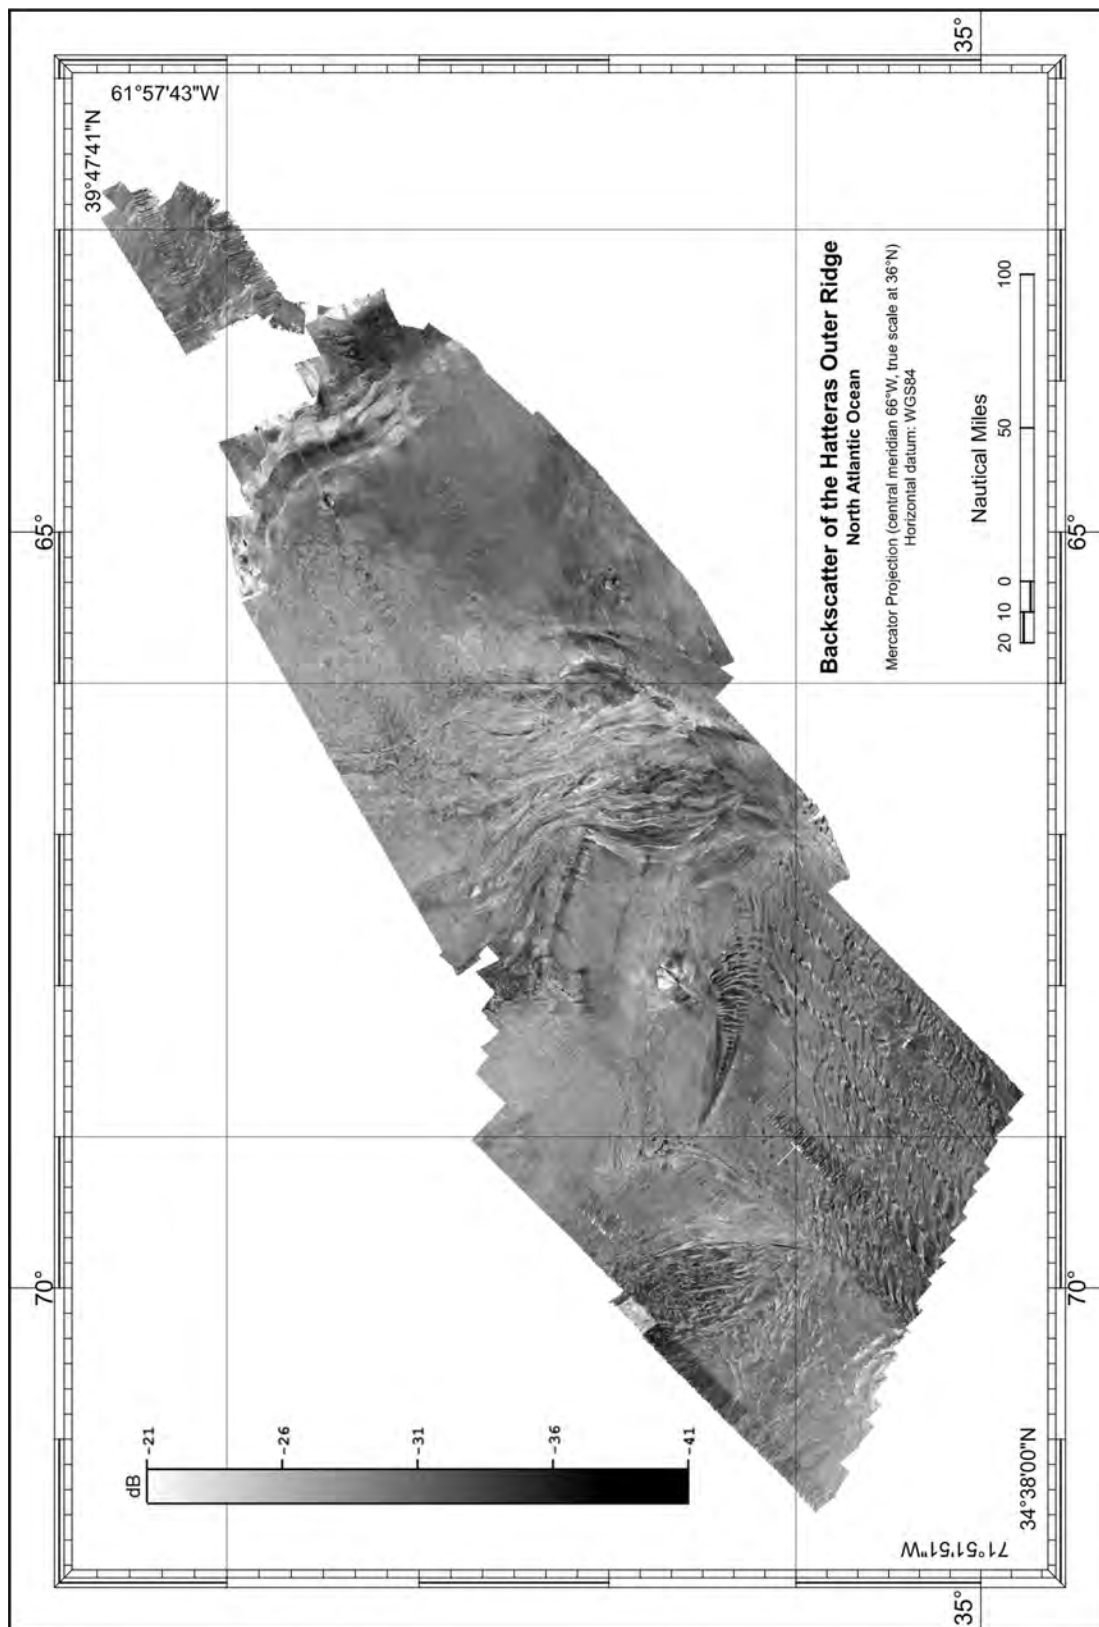 39°47'41"N
61°57'43"W
35°
65°
70°
dB
-21
-26
-31
-36
-41
Backscatter of the Hatteras Outer Ridge
North Atlantic Ocean
Mercator Projection (central meridian 66°W, true scale at 36°N)
Horizontal datum: WGS84
Nautical Miles
20 10 0 50 100
71°51'51"W
34°38'00"N
35°
70°
65°